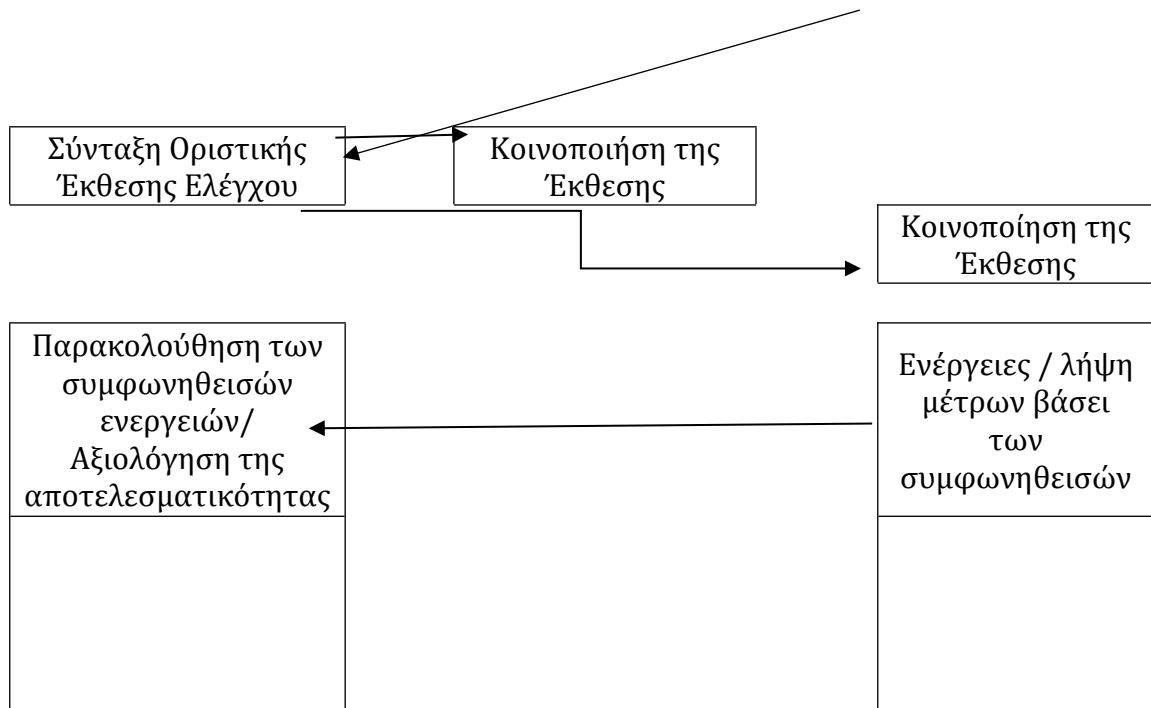 Σύνταξη Οριστικής
Έκθεσης Ελέγχου
Κοινοποιήση της
Έκθεσης
Κοινοποίηση της
Έκθεσης
Παρακολούθηση των
συμφωνηθεισών
ενεργειών/
Αξιολόγηση της
αποτελεσματικότητας
Ενέργειες / λήψη
μέτρων βάσει
των
συμφωνηθεισών